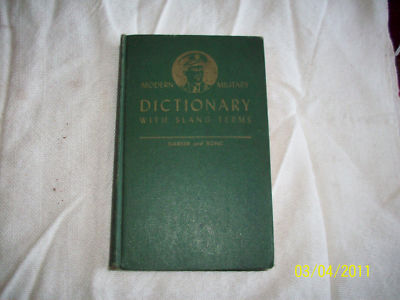 MODERN MILITARY
DICTIONARY
WITH SLANG TERMS
GARBER and BOND
03/04/2011